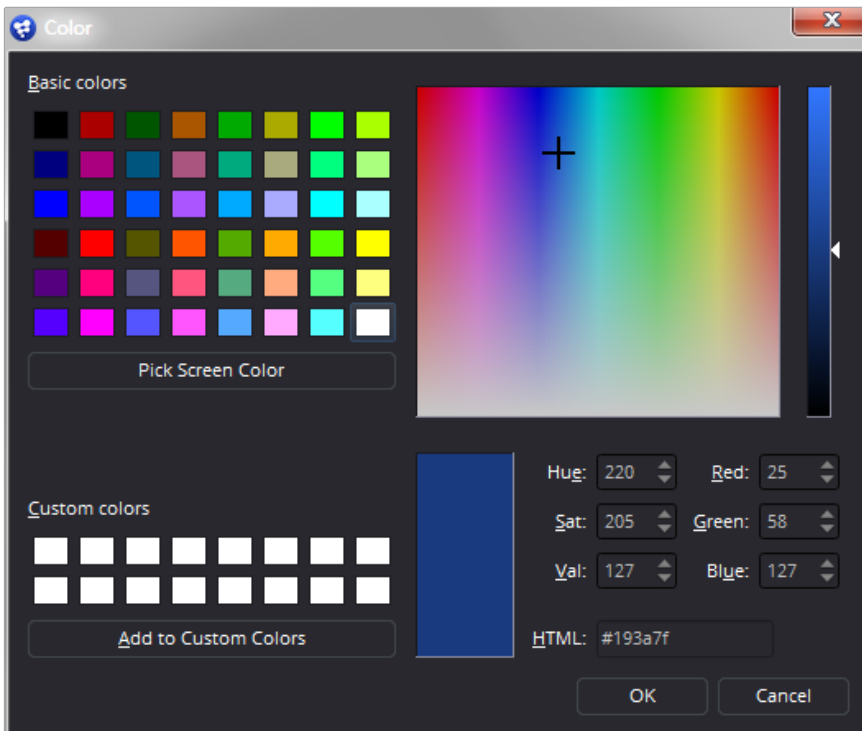 Color
Basic colors
Pick Screen Color
Custom colors
Add to Custom Colors
Hue: 220 Red: 25
Sat: 205 Green: 58
Val: 127 Blue: 127
HTML: #193a7f
OK Cancel